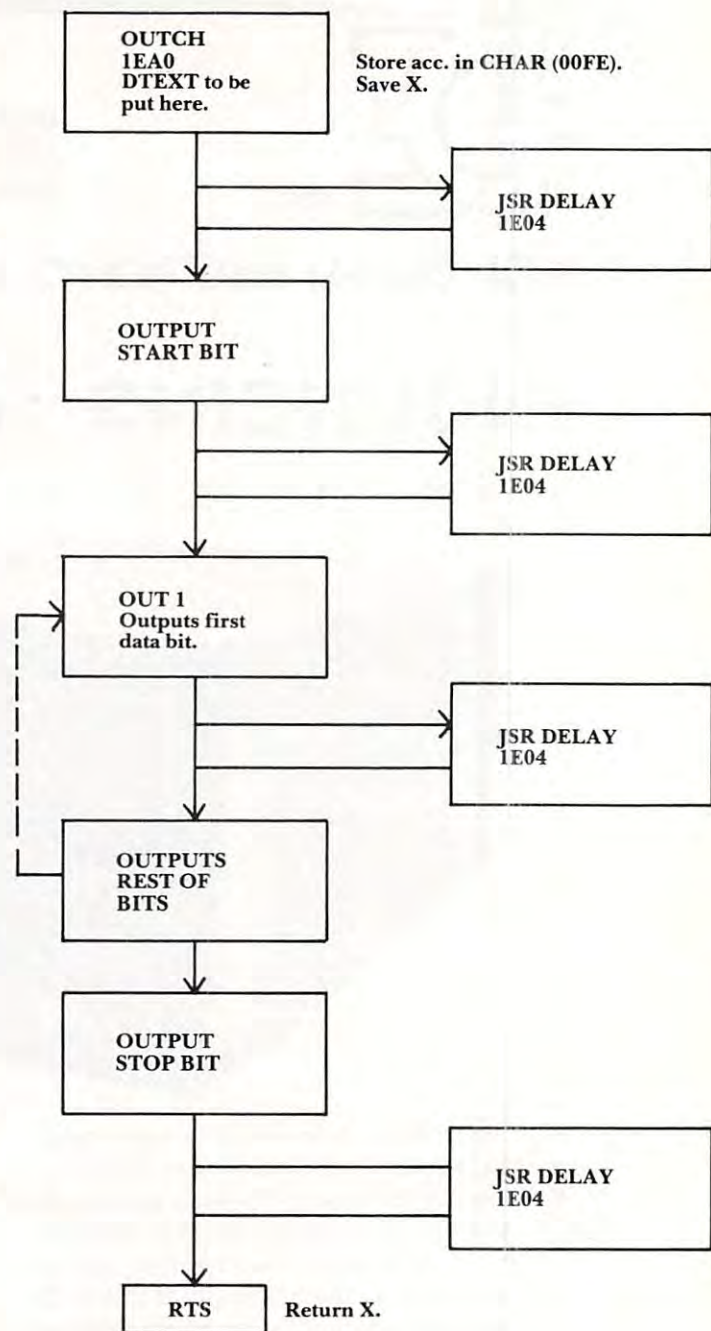 OUTCH
1EA0
DTEXT to be
put here.
Store acc. in CHAR (00FE).
Save X.
JSR DELAY
1E04
OUTPUT
START BIT
JSR DELAY
1E04
OUT 1
Outputs first
data bit.
JSR DELAY
1E04
OUTPUTS
REST OF
BITS
OUTPUT
STOP BIT
JSR DELAY
1E04
RTS
Return X.